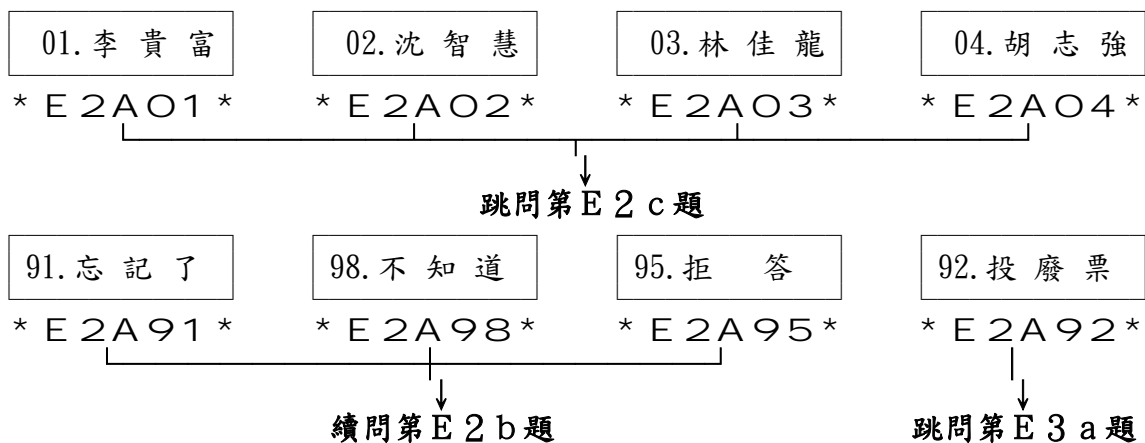 01.李 貴 富 02.沈 智 慧 03.林 佳 龍 04.胡 志 強
*E2A01* *E2A02* *E2A03* *E2A04*
跳問第E2c題
91.忘 記 了 98.不 知 道 95.拒 答 92.投 廢 票
*E2A91* *E2A98* *E2A95* *E2A92*
續問第E2b題 跳問第E3a題